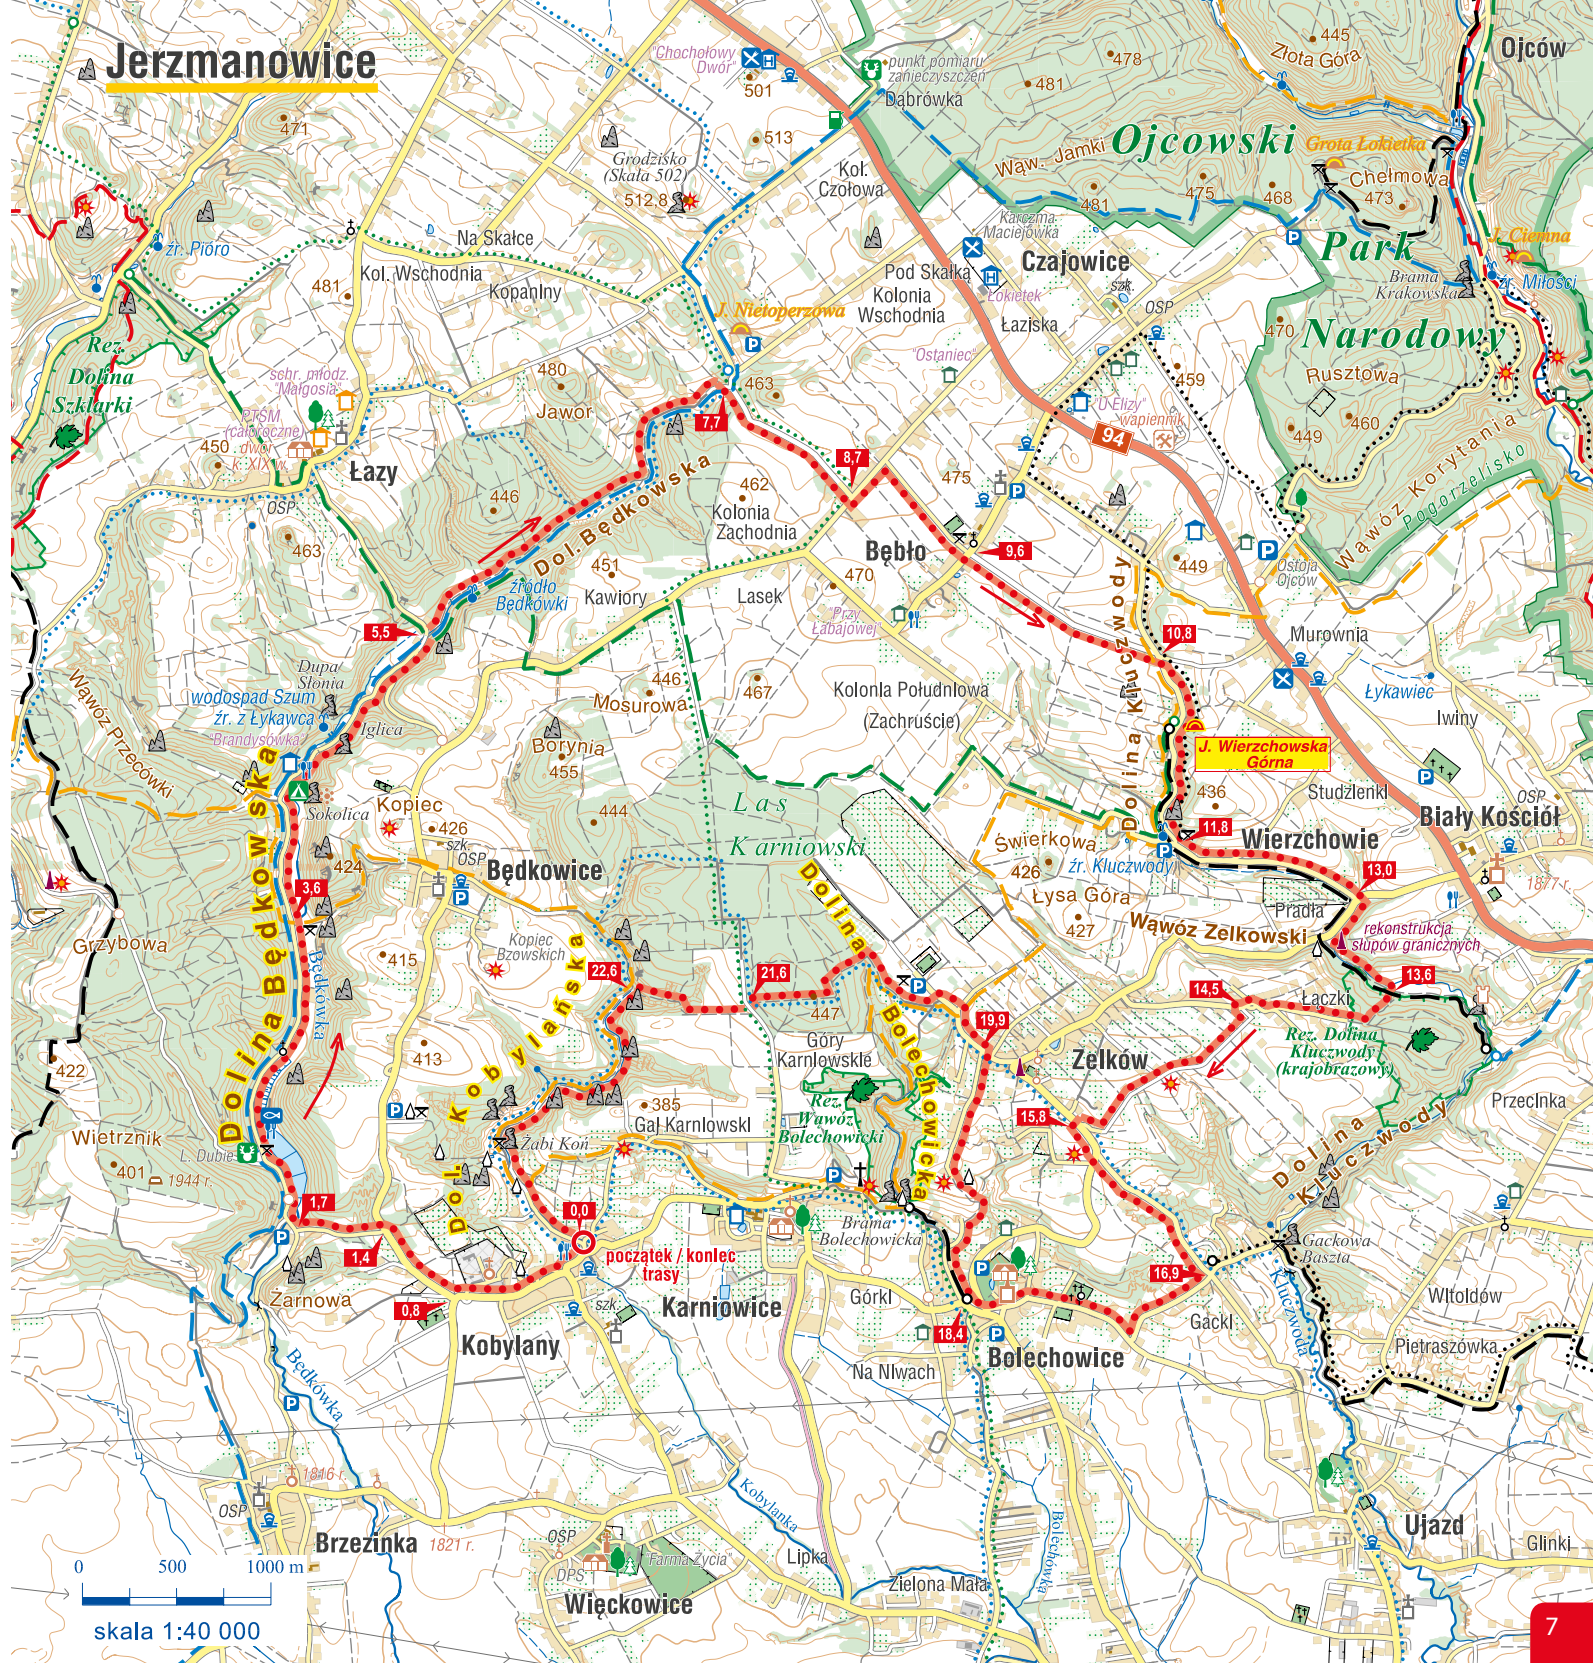 Jerzmanowice
"Chochołowy
Dwór"
501
punkt pomiaru
zanieczyszczeń
Dąbrówka
478
481
445
Złota Góra
Ojców
471
513
Grodzisko
(Skała 502)
512,8
Kol.
Czołowa
Wąw. Jamki
Ojcowski
Grota Łokietka
Chełmowa
473
475
468
481
Karczma
Maciejówka
Park
J. Ciemna
Brama
Krakowska
źr. Miłości
źr. Pióro
Na Skałce
Kol. Wschodnia
Kopanlny
481
Pod Skałką
Kolonia
Wschodnia
"Łokietek"
Czajowice
szk.
OSP
Łaziska
J. Nietoperzowa
Narodowy
470
Rusztowa
Rez.
Dolina
Szklarki
schr. młodz.
"Małgosia"
PTSM
(całoroczne)
dwór
k. XIX w.
450
480
Jawor
463
7,7
"Ostaniec"
459
"U Elizy"
wapiennik
460
449
94
Łazy
OSP
446
Dol. Będkowska
462
Kolonia
Zachodnia
8,7
475
Wąwóz Korytania
Pogorzelisko
463
451
Kawiory
źródło
Będkówki
Lasek
Bębło
470
9,6
"Przy
Łabajowej"
449
Ostoja
Ojców
5,5
10,8
Murownia
Dolina Kluczwody
Dupa
Słonia
wodospad Szum
źr. z Łykawca
"Brandysówka"
Iglica
Wąwóz Przecówki
446
Mosurowa
467
Kolonla Południowa
(Zachruście)
Łykawiec
Iwiny
Borynia
455
J. Wierzchowska
Górna
Kopiec
Sokolica
426
szk.
OSP
444
Las
Karniowski
436
Studzlenkl
Biały Kościół
OSP
1877 r.
11,8
Wierzchowie
Świerkowa
426
źr. Kluczwody
Łysa Góra
427
13,0
Prądla
Wąwóz Zelkowski
rekonstrukcja
słupów granicznych
Dolina Będkowska
424
3,6
Będkowice
Dolina
Bolechowicka
Grzybowa
Będkówka
415
Kopiec
Bzowskich
22,6
21,6
447
13,6
14,5
Łączki
422
413
Dol. Kobylańska
Góry
Karnlowskle
19,9
Zelków
Rez. Dolina
Kluczwody
(krajobrazowy)
Wietrznik
401
1944 r.
L. Dubie
385
Gaj Karnlowskl
Żabi Koń
Rez.
Wąwóz
Bolechowicki
15,8
Przeclnka
Dolina
Kluczwody
1,7
1,4
0,8
0,0
początek / koniec
trasy
Brama
Bolechowicka
16,9
Gackowa
Baszta
Żarnowa
Kobylany
szk.
Karniowice
Górkl
18,4
Na NIwach
Bolechowice
Gackl
Kluczwoda
Wltoldów
Pietraszówka
Będkówka
1816 r.
OSP
Brzezinka
1821 r.
Kobylanka
Bolechówka
Ujazd
Glinki
OSP
DPS
"Farma Życia"
Więckowice
Lipka
Zielona Mała
0 500 1000 m
skala 1:40 000
7